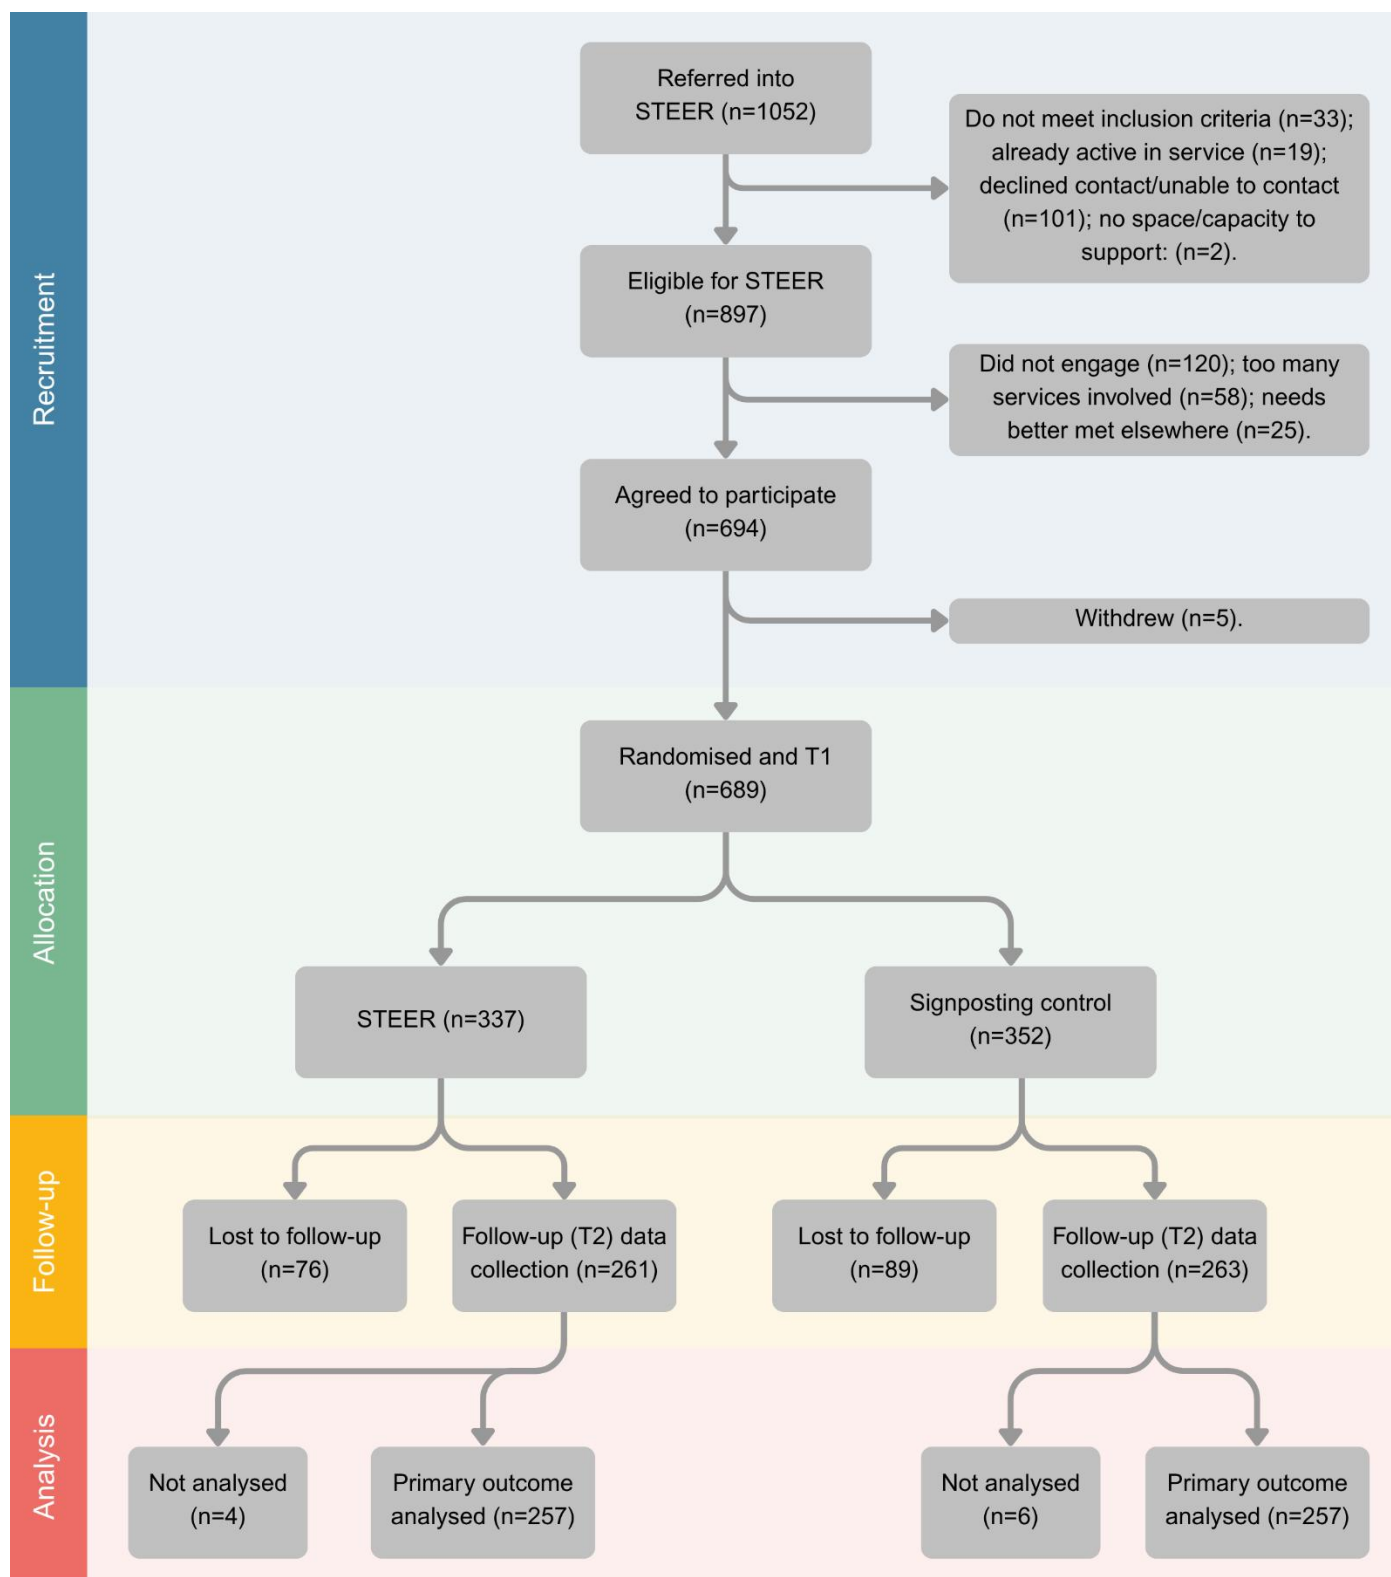 Recruitment
Referred into
STEER (n=1052)
Do not meet inclusion criteria (n=33);
already active in service (n=19);
declined contact/unable to contact
(n=101); no space/capacity to
support: (n=2).
Eligible for STEER
(n=897)
Did not engage (n=120); too many
services involved (n=58); needs
better met elsewhere (n=25).
Agreed to participate
(n=694)
Withdrew (n=5).
Allocation
Randomised and T1
(n=689)
STEER (n=337)
Signposting control
(n=352)
Follow-up
Lost to follow-up
(n=76)
Follow-up (T2) data
collection (n=261)
Lost to follow-up
(n=89)
Follow-up (T2) data
collection (n=263)
Analysis
Not analysed
(n=4)
Primary outcome
analysed (n=257)
Not analysed
(n=6)
Primary outcome
analysed (n=257)